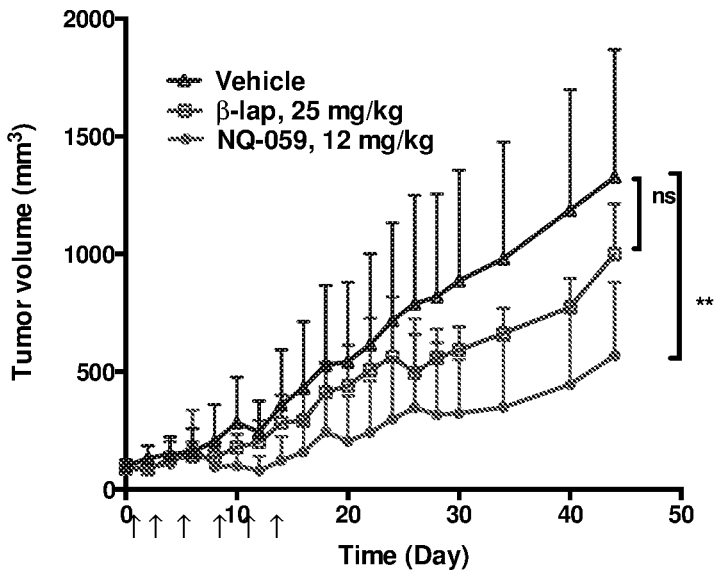 2000
1500
1000
500
0
Tumor volume (mm³)
Vehicle
β-lap, 25 mg/kg
NQ-059, 12 mg/kg
ns
**
0 10 20 30 40 50
↑ ↑ ↑ ↑ ↑ ↑
Time (Day)